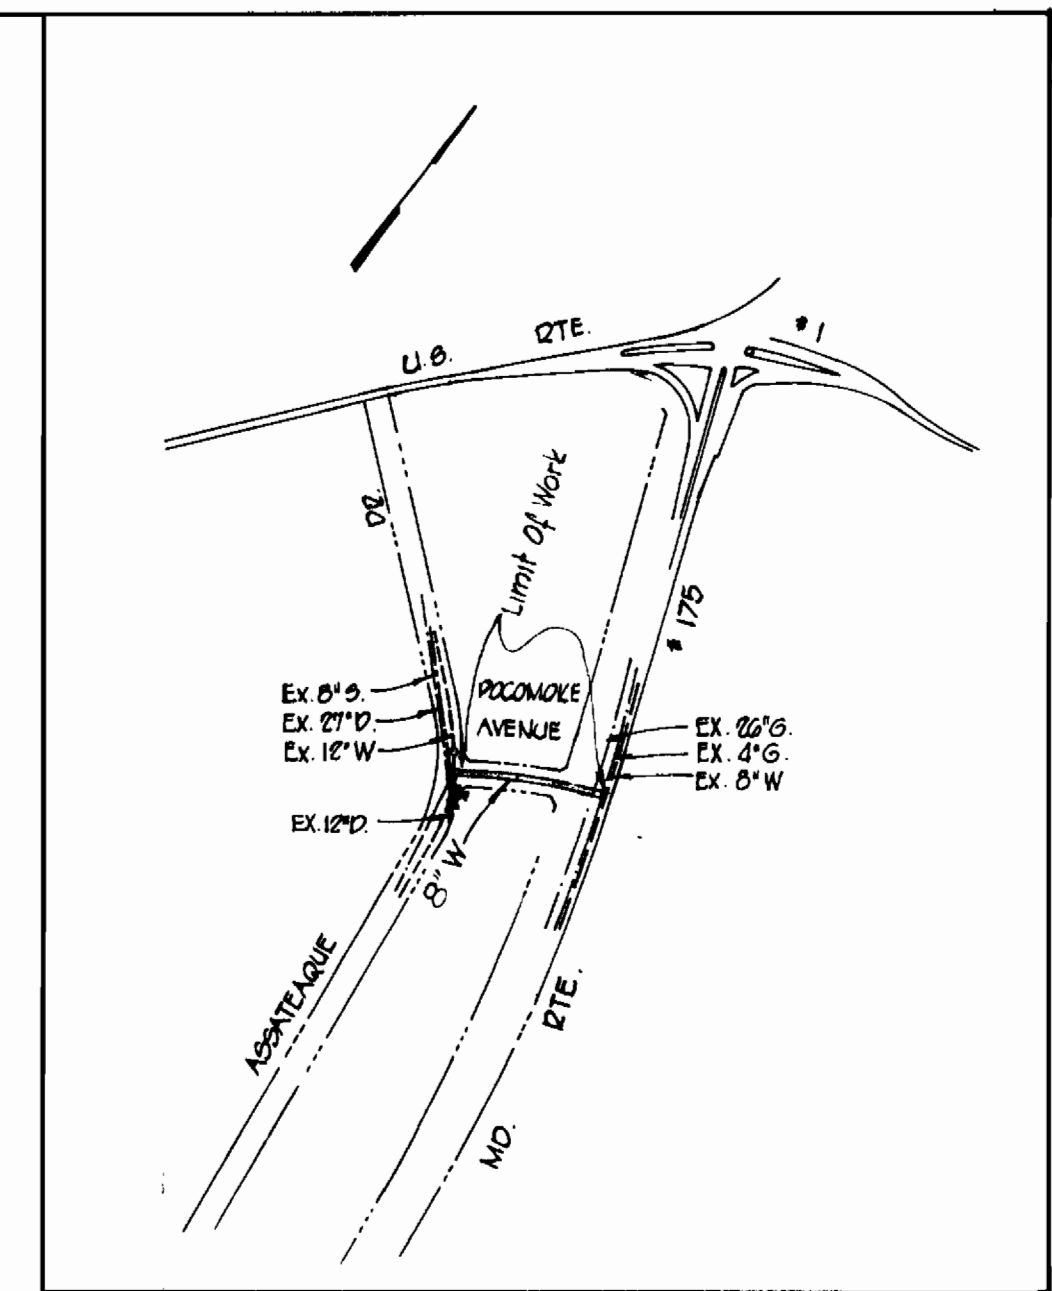 U.S. RTE. #1
DR.
Limit Of Work
# 175
POCOMOKE
AVENUE
Ex. 8" S.
Ex. 27" D.
Ex. 12" W
EX. 12" D.
EX. 26" G.
EX. 4" G.
EX. 8" W
8" W
ASSATEAQUE
RTE.
MD.